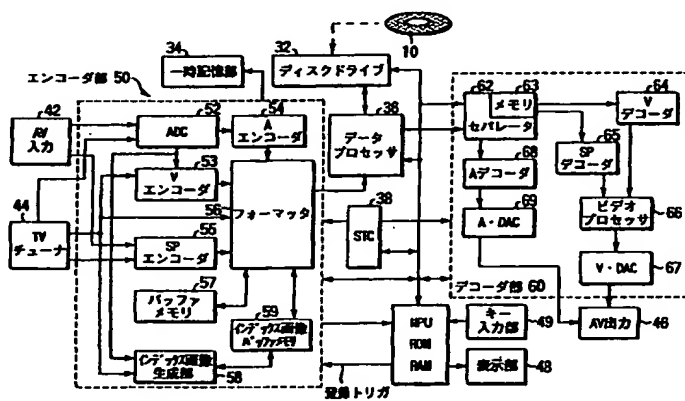 10
34
一時記憶部
32
ディスクドライブ
エンコーダ部 50
42
AV
入力
52
ADC
54
A
エンコーダ
36
データ
プロセッサ
62
63
メモリ
セパレータ
64
V
デコーダ
65
SP
デコーダ
53
V
エンコーダ
56
フォーマッタ
68
Aデコーダ
44
TV
チューナ
55
SP
エンコーダ
38
STC
69
A・DAC
ビデオ
プロセッサ
66
57
バッファ
メモリ
V・DAC
67
デコーダ部 60
59
インデックス画像
バッファメモリ
MPU
ROM
RAM
キー
入力部
49
AV出力
46
インデックス画像
生成部
58
表示部
48
登録トリガ